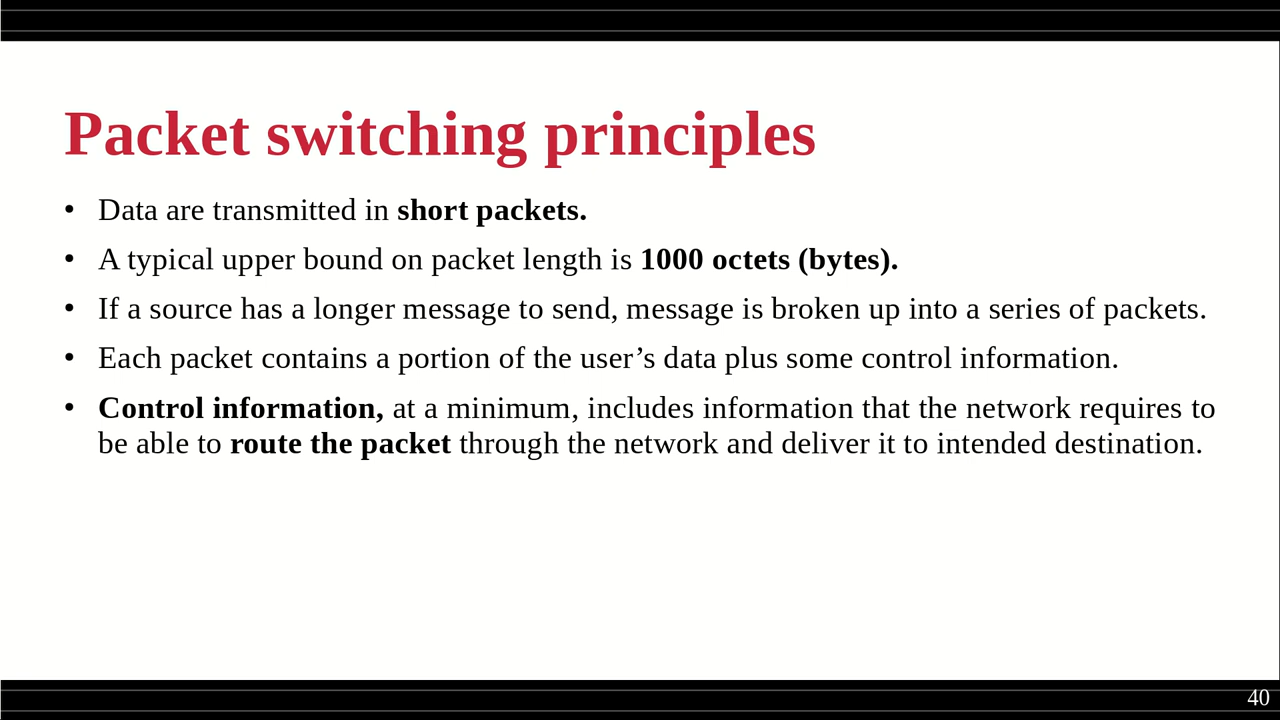 Packet switching principles
• Data are transmitted in short packets.
• A typical upper bound on packet length is 1000 octets (bytes).
• If a source has a longer message to send, message is broken up into a series of packets.
• Each packet contains a portion of the user’s data plus some control information.
• Control information, at a minimum, includes information that the network requires to
be able to route the packet through the network and deliver it to intended destination.
40